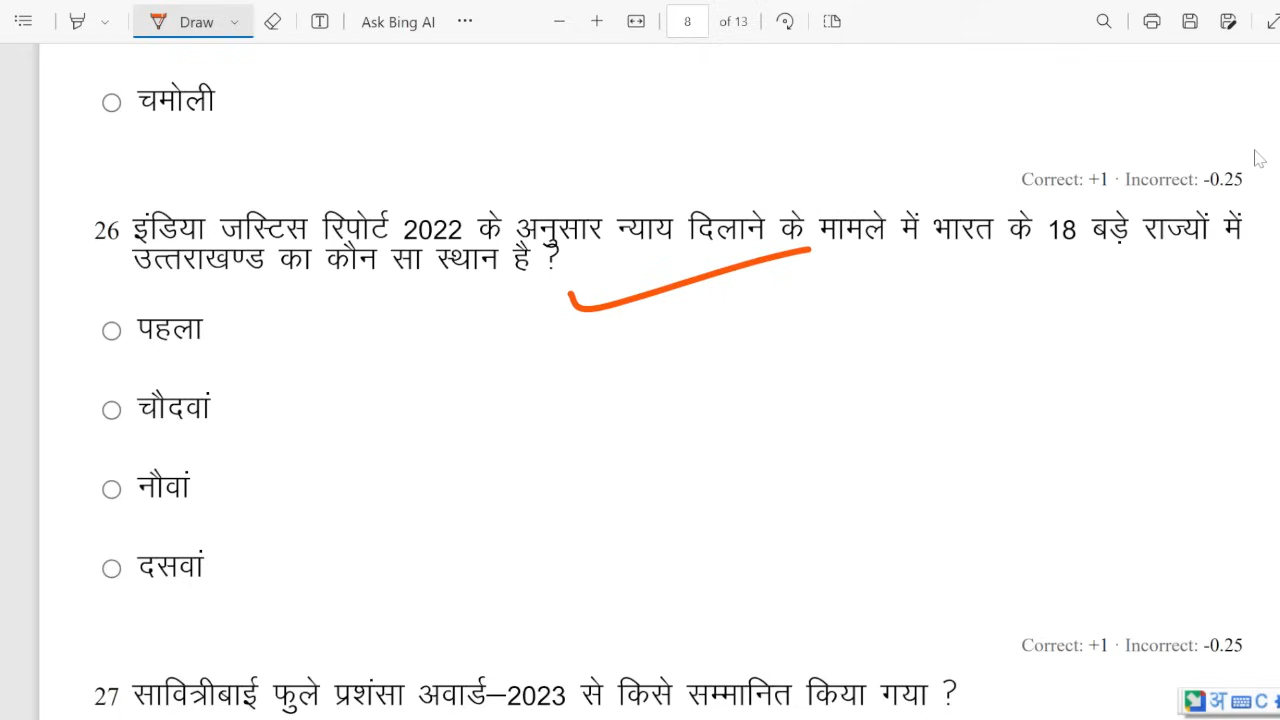 Draw
Ask Bing AI
8 of 13
चमोली
Correct: +1 · Incorrect: -0.25
26 इंडिया जस्टिस रिपोर्ट 2022 के अनुसार न्याय दिलाने के मामले में भारत के 18 बड़े राज्यों में
उत्तराखण्ड का कौन सा स्थान है ?
पहला
चौदवां
नौवां
दसवां
Correct: +1 · Incorrect: -0.25
27 सावित्रीबाई फुले प्रशंसा अवार्ड–2023 से किसे सम्मानित किया गया ?
अ